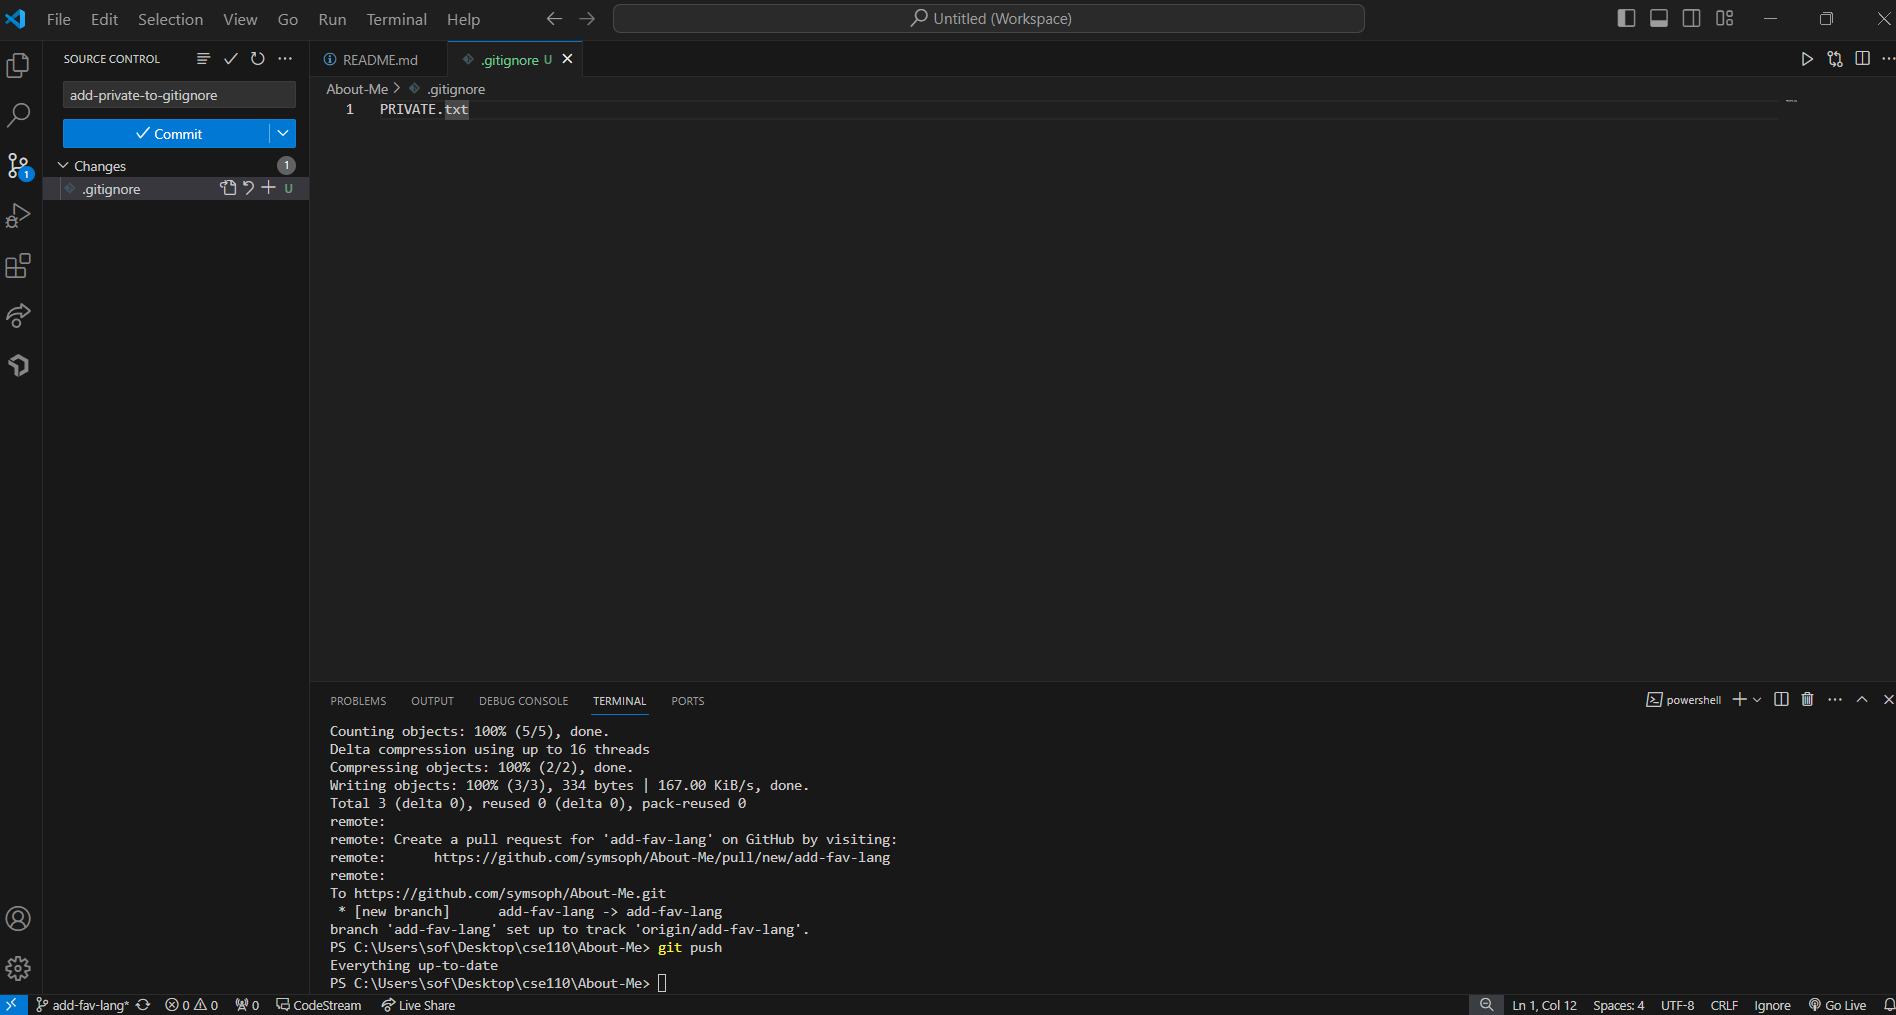 File Edit Selection View Go Run Terminal Help
Untitled (Workspace)
SOURCE CONTROL
add-private-to-gitignore
Commit
Changes
1
.gitignore
U
1
README.md
.gitignore U
About-Me > .gitignore
1 PRIVATE.txt
PROBLEMS OUTPUT DEBUG CONSOLE TERMINAL PORTS
powershell
Counting objects: 100% (5/5), done.
Delta compression using up to 16 threads
Compressing objects: 100% (2/2), done.
Writing objects: 100% (3/3), 334 bytes | 167.00 KiB/s, done.
Total 3 (delta 0), reused 0 (delta 0), pack-reused 0
remote:
remote: Create a pull request for 'add-fav-lang' on GitHub by visiting:
remote:      https://github.com/symsoph/About-Me/pull/new/add-fav-lang
remote:
To https://github.com/symsoph/About-Me.git
 * [new branch]      add-fav-lang -> add-fav-lang
branch 'add-fav-lang' set up to track 'origin/add-fav-lang'.
PS C:\Users\sof\Desktop\cse110\About-Me> git push
Everything up-to-date
PS C:\Users\sof\Desktop\cse110\About-Me>
add-fav-lang* 0 0 0 CodeStream Live Share
Ln 1, Col 12 Spaces: 4 UTF-8 CRLF Ignore Go Live